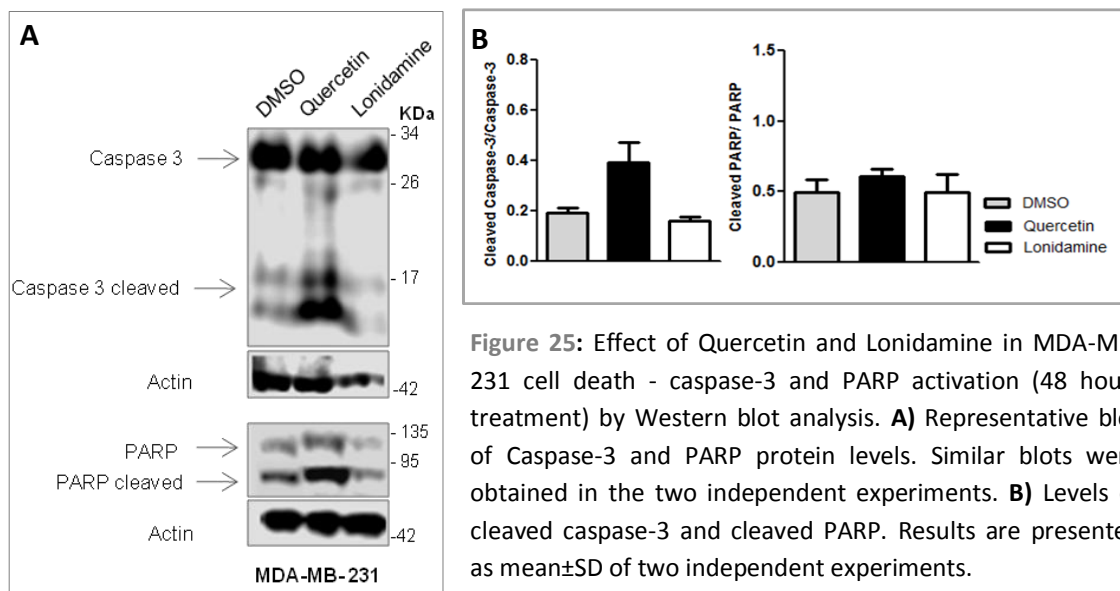 A
DMSO
Quercetin
Lonidamine
KDa
34
Caspase 3
26
17
Caspase 3 cleaved
Actin
-42
135
PARP
95
PARP cleaved
Actin
-42
MDA-MB-231
B
Cleaved Caspase-3/Caspase-3
0.8
0.6
0.4
0.2
0.0
Cleaved PARP/ PARP
1.5
1.0
0.5
0.0
DMSO
Quercetin
Lonidamine
Figure 25: Effect of Quercetin and Lonidamine in MDA-M
231 cell death - caspase-3 and PARP activation (48 hou
treatment) by Western blot analysis. A) Representative blo
of Caspase-3 and PARP protein levels. Similar blots wer
obtained in the two independent experiments. B) Levels
cleaved caspase-3 and cleaved PARP. Results are presente
as mean±SD of two independent experiments.